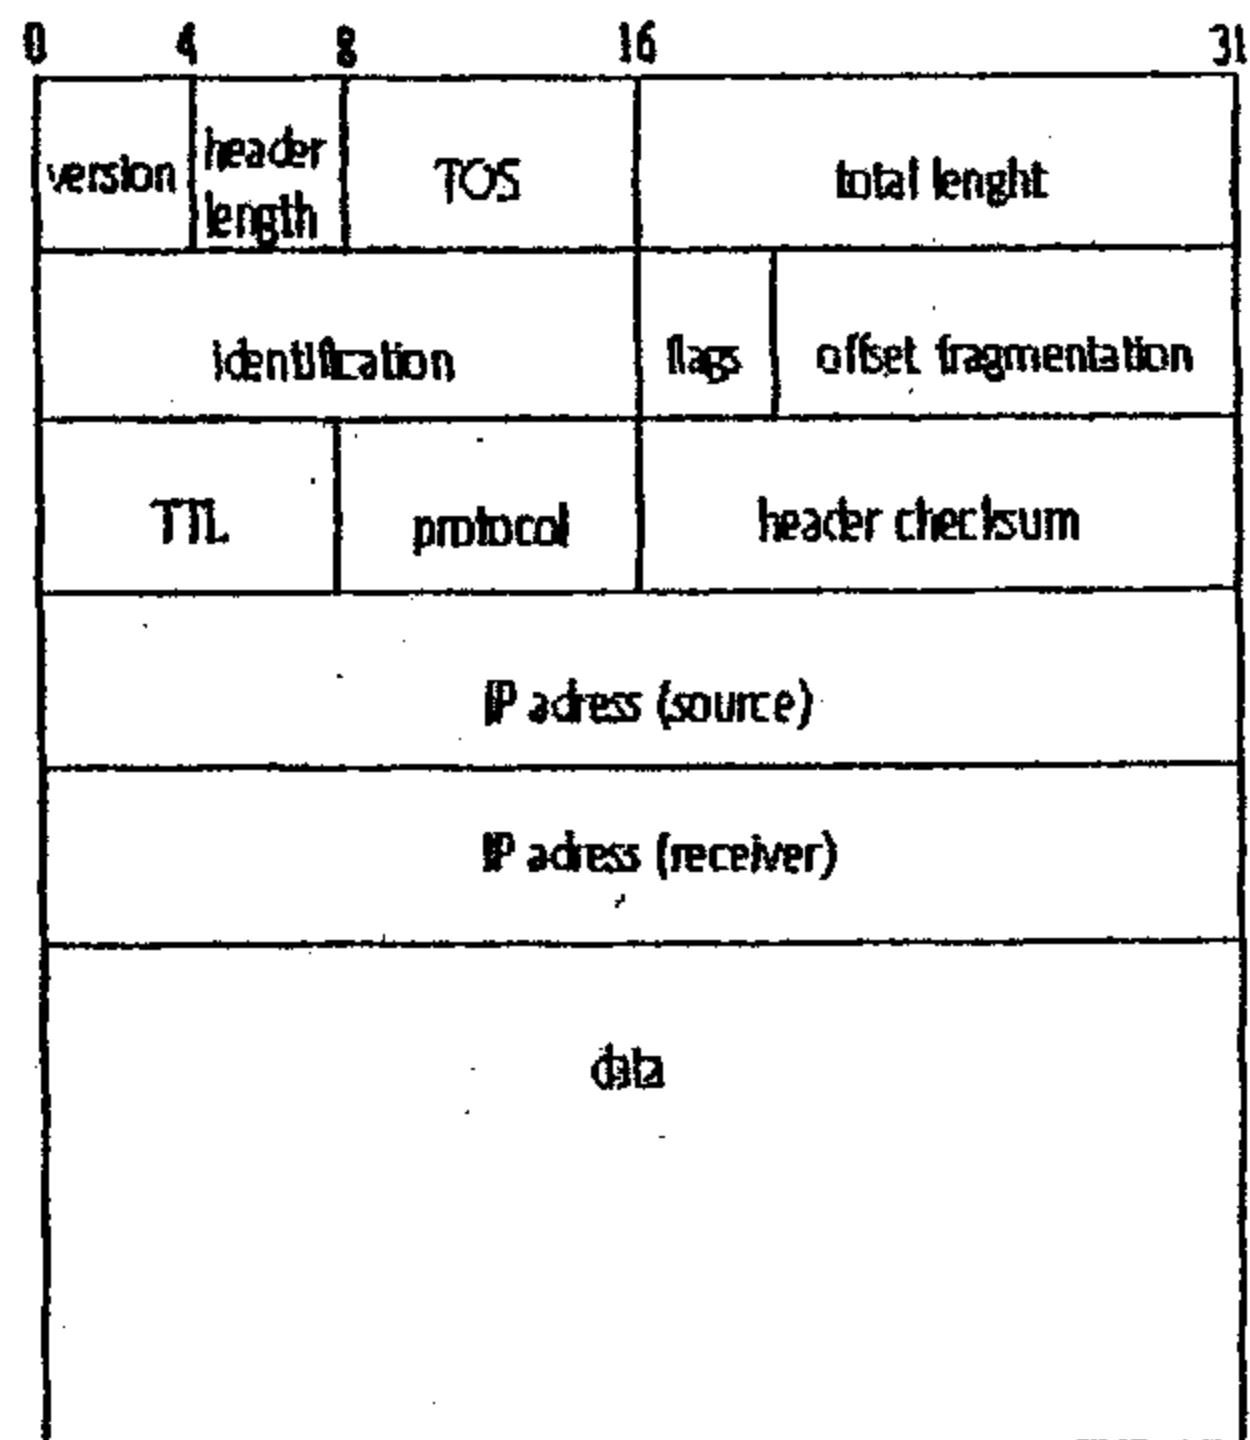 0 4 8 16 31
version header length TOS total lenght
identification flags offset fragmentation
TTL protocol header checksum
IP adress (source)
IP adress (receiver)
data